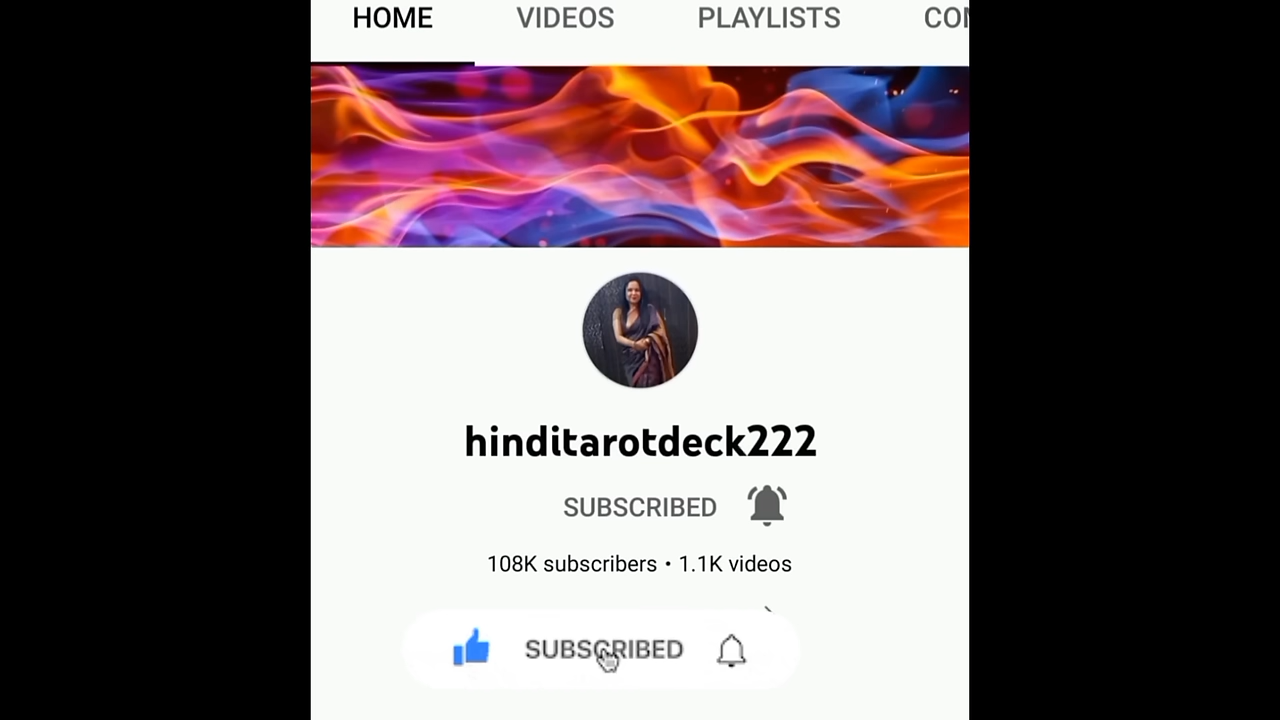 HOME VIDEOS PLAYLISTS
hinditarotdeck222
SUBSCRIBED
108K subscribers • 1.1K videos
SUBSCRIBED